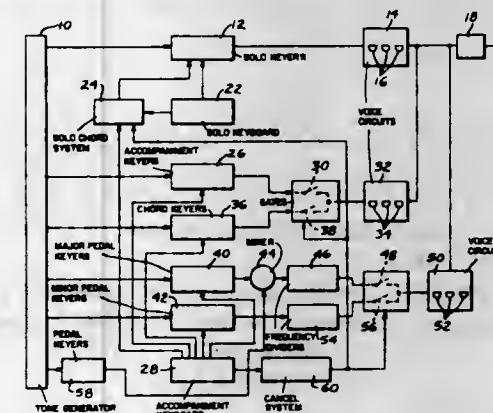 10
12
14
18
SOLO KEYERS
16
24
22
VOICE
CIRCUITS
SOLO CHORD
SYSTEM
SOLO KEYBOARD
ACCOMPANIMENT
KEYERS
26
30
32
GATES
CHORD KEYERS
36
38
34
MAJOR PEDAL
KEYERS
40
MIXER
44
46
48
50
VOICE
MINOR PEDAL
KEYERS
42
54
56
52
FREQUENCY
DIVIDERS
PEDAL
KEYERS
58
28
60
TONE GENERATOR
ACCOMPANIMENT
CANCEL
SYSTEM